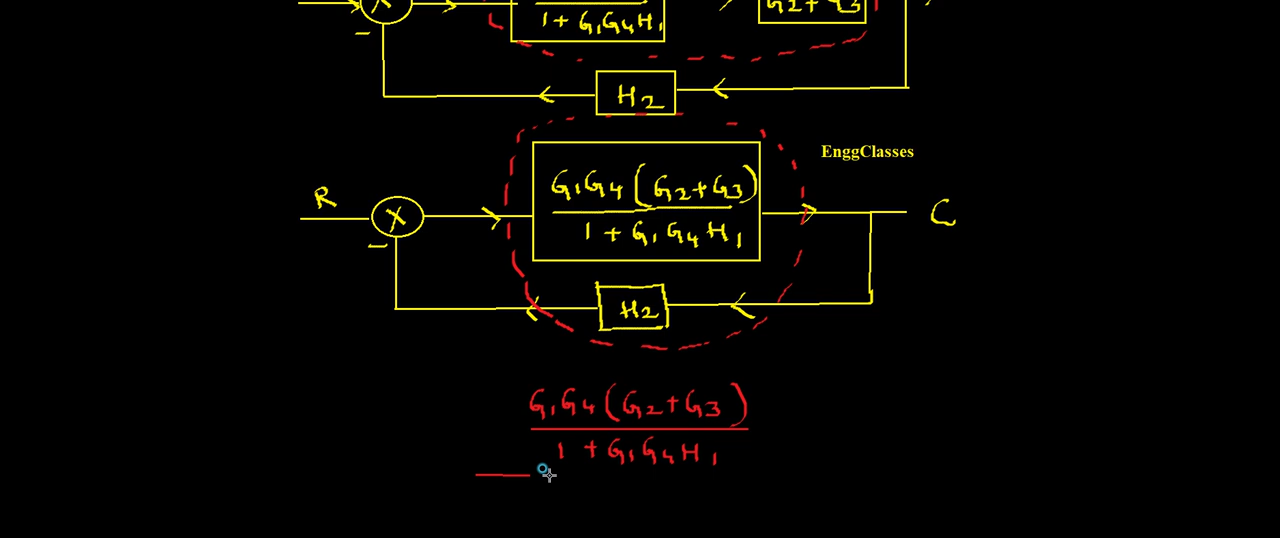 X G2+G3
1 + G1G4H1
-
H2
EnggClasses
G1G4 (G2+G3)
R X 1 + G1G4H1 C
-
H2
G1G4 (G2+G3)
1 + G1G4H1